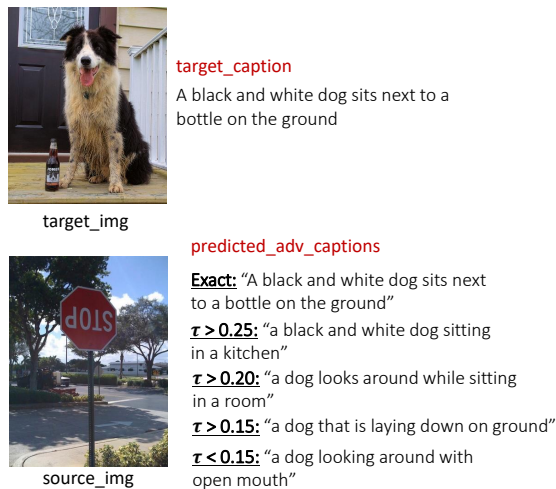 target_caption
A black and white dog sits next to a
bottle on the ground
target_img
predicted_adv_captions
Exact: “A black and white dog sits next
to a bottle on the ground”
τ > 0.25: “a black and white dog sitting
in a kitchen”
τ > 0.20: “a dog looks around while sitting
in a room”
τ > 0.15: “a dog that is laying down on ground”
τ < 0.15: “a dog looking around with
open mouth”
STOP
source_img